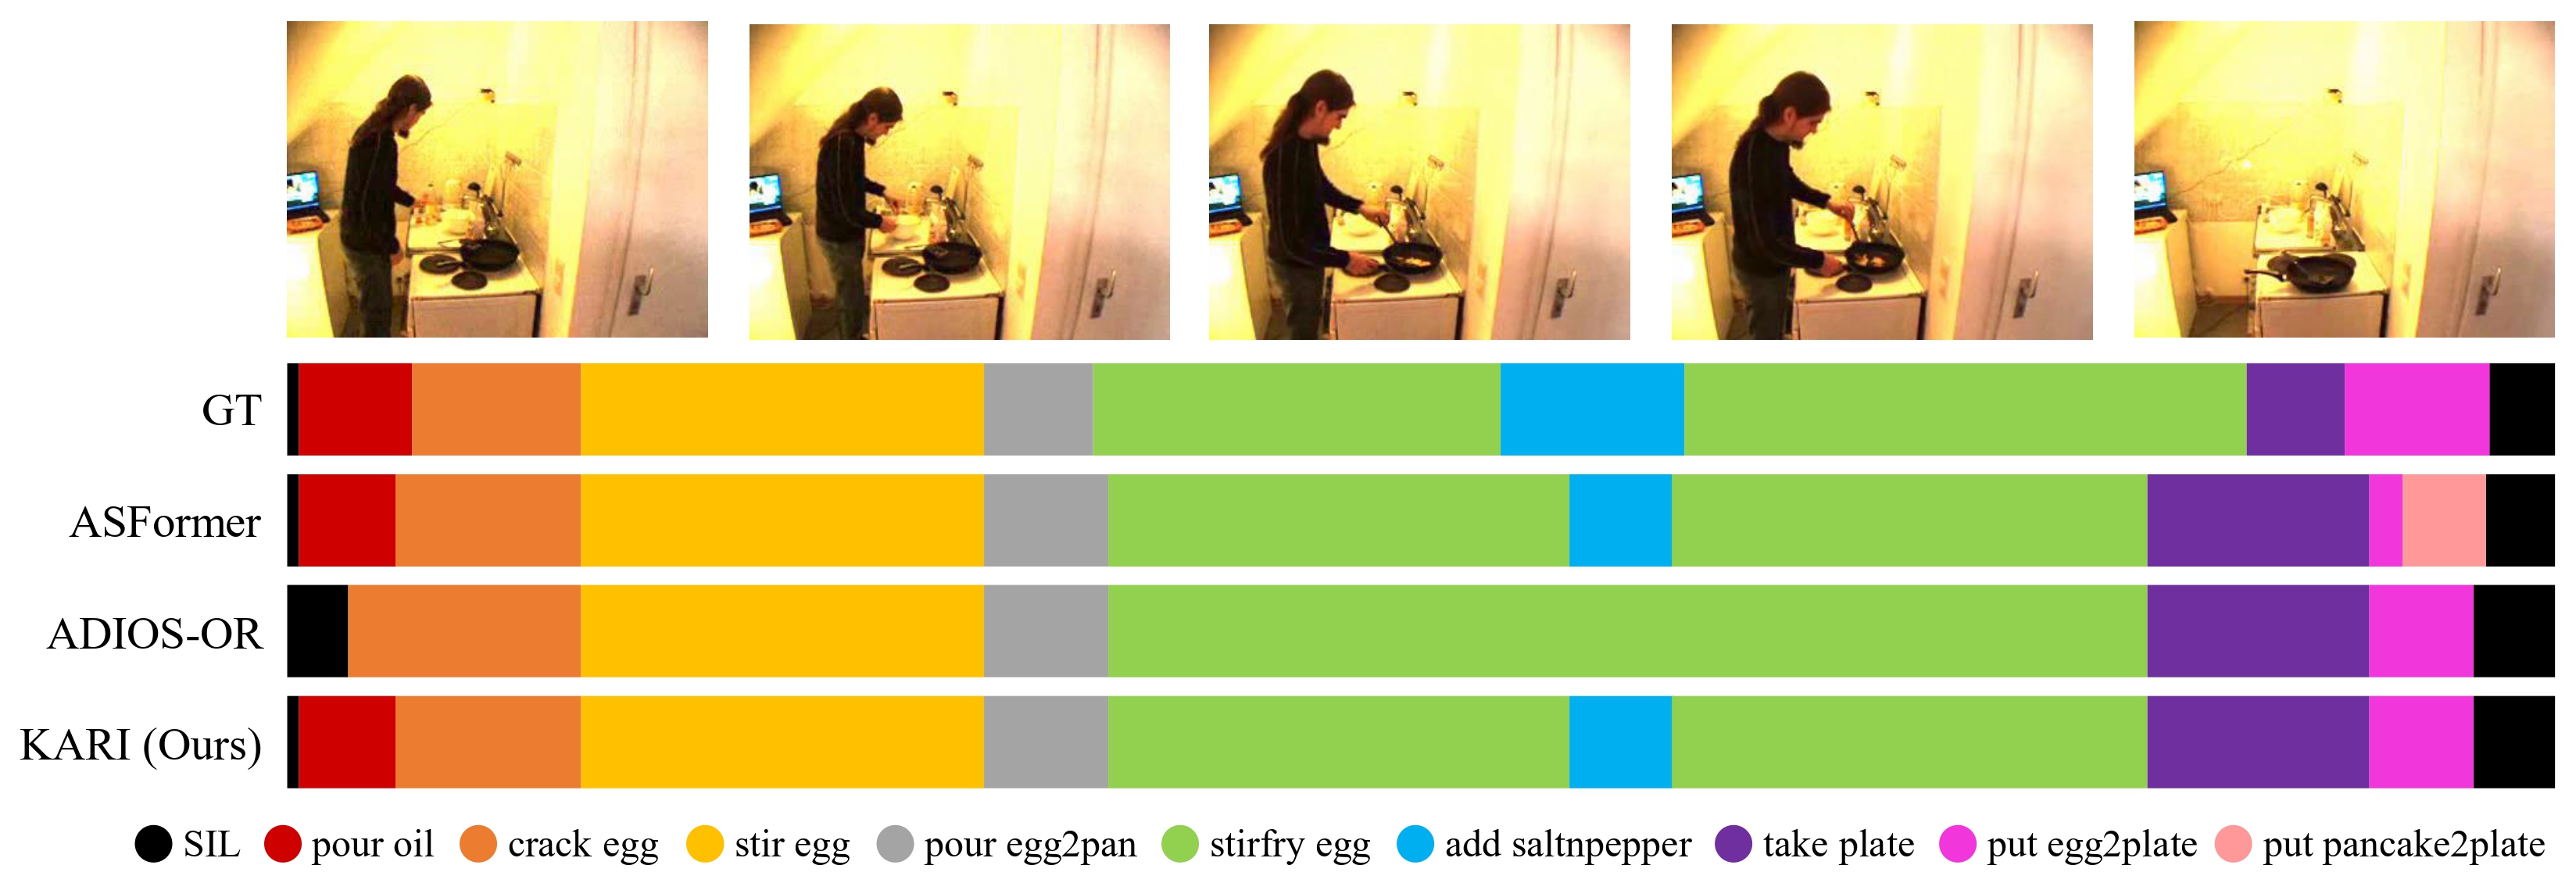 GT
ASFormer
ADIOS-OR
KARI (Ours)
SIL pour oil crack egg stir egg pour egg2pan stirfry egg add saltnpepper take plate put egg2plate put pancake2plate